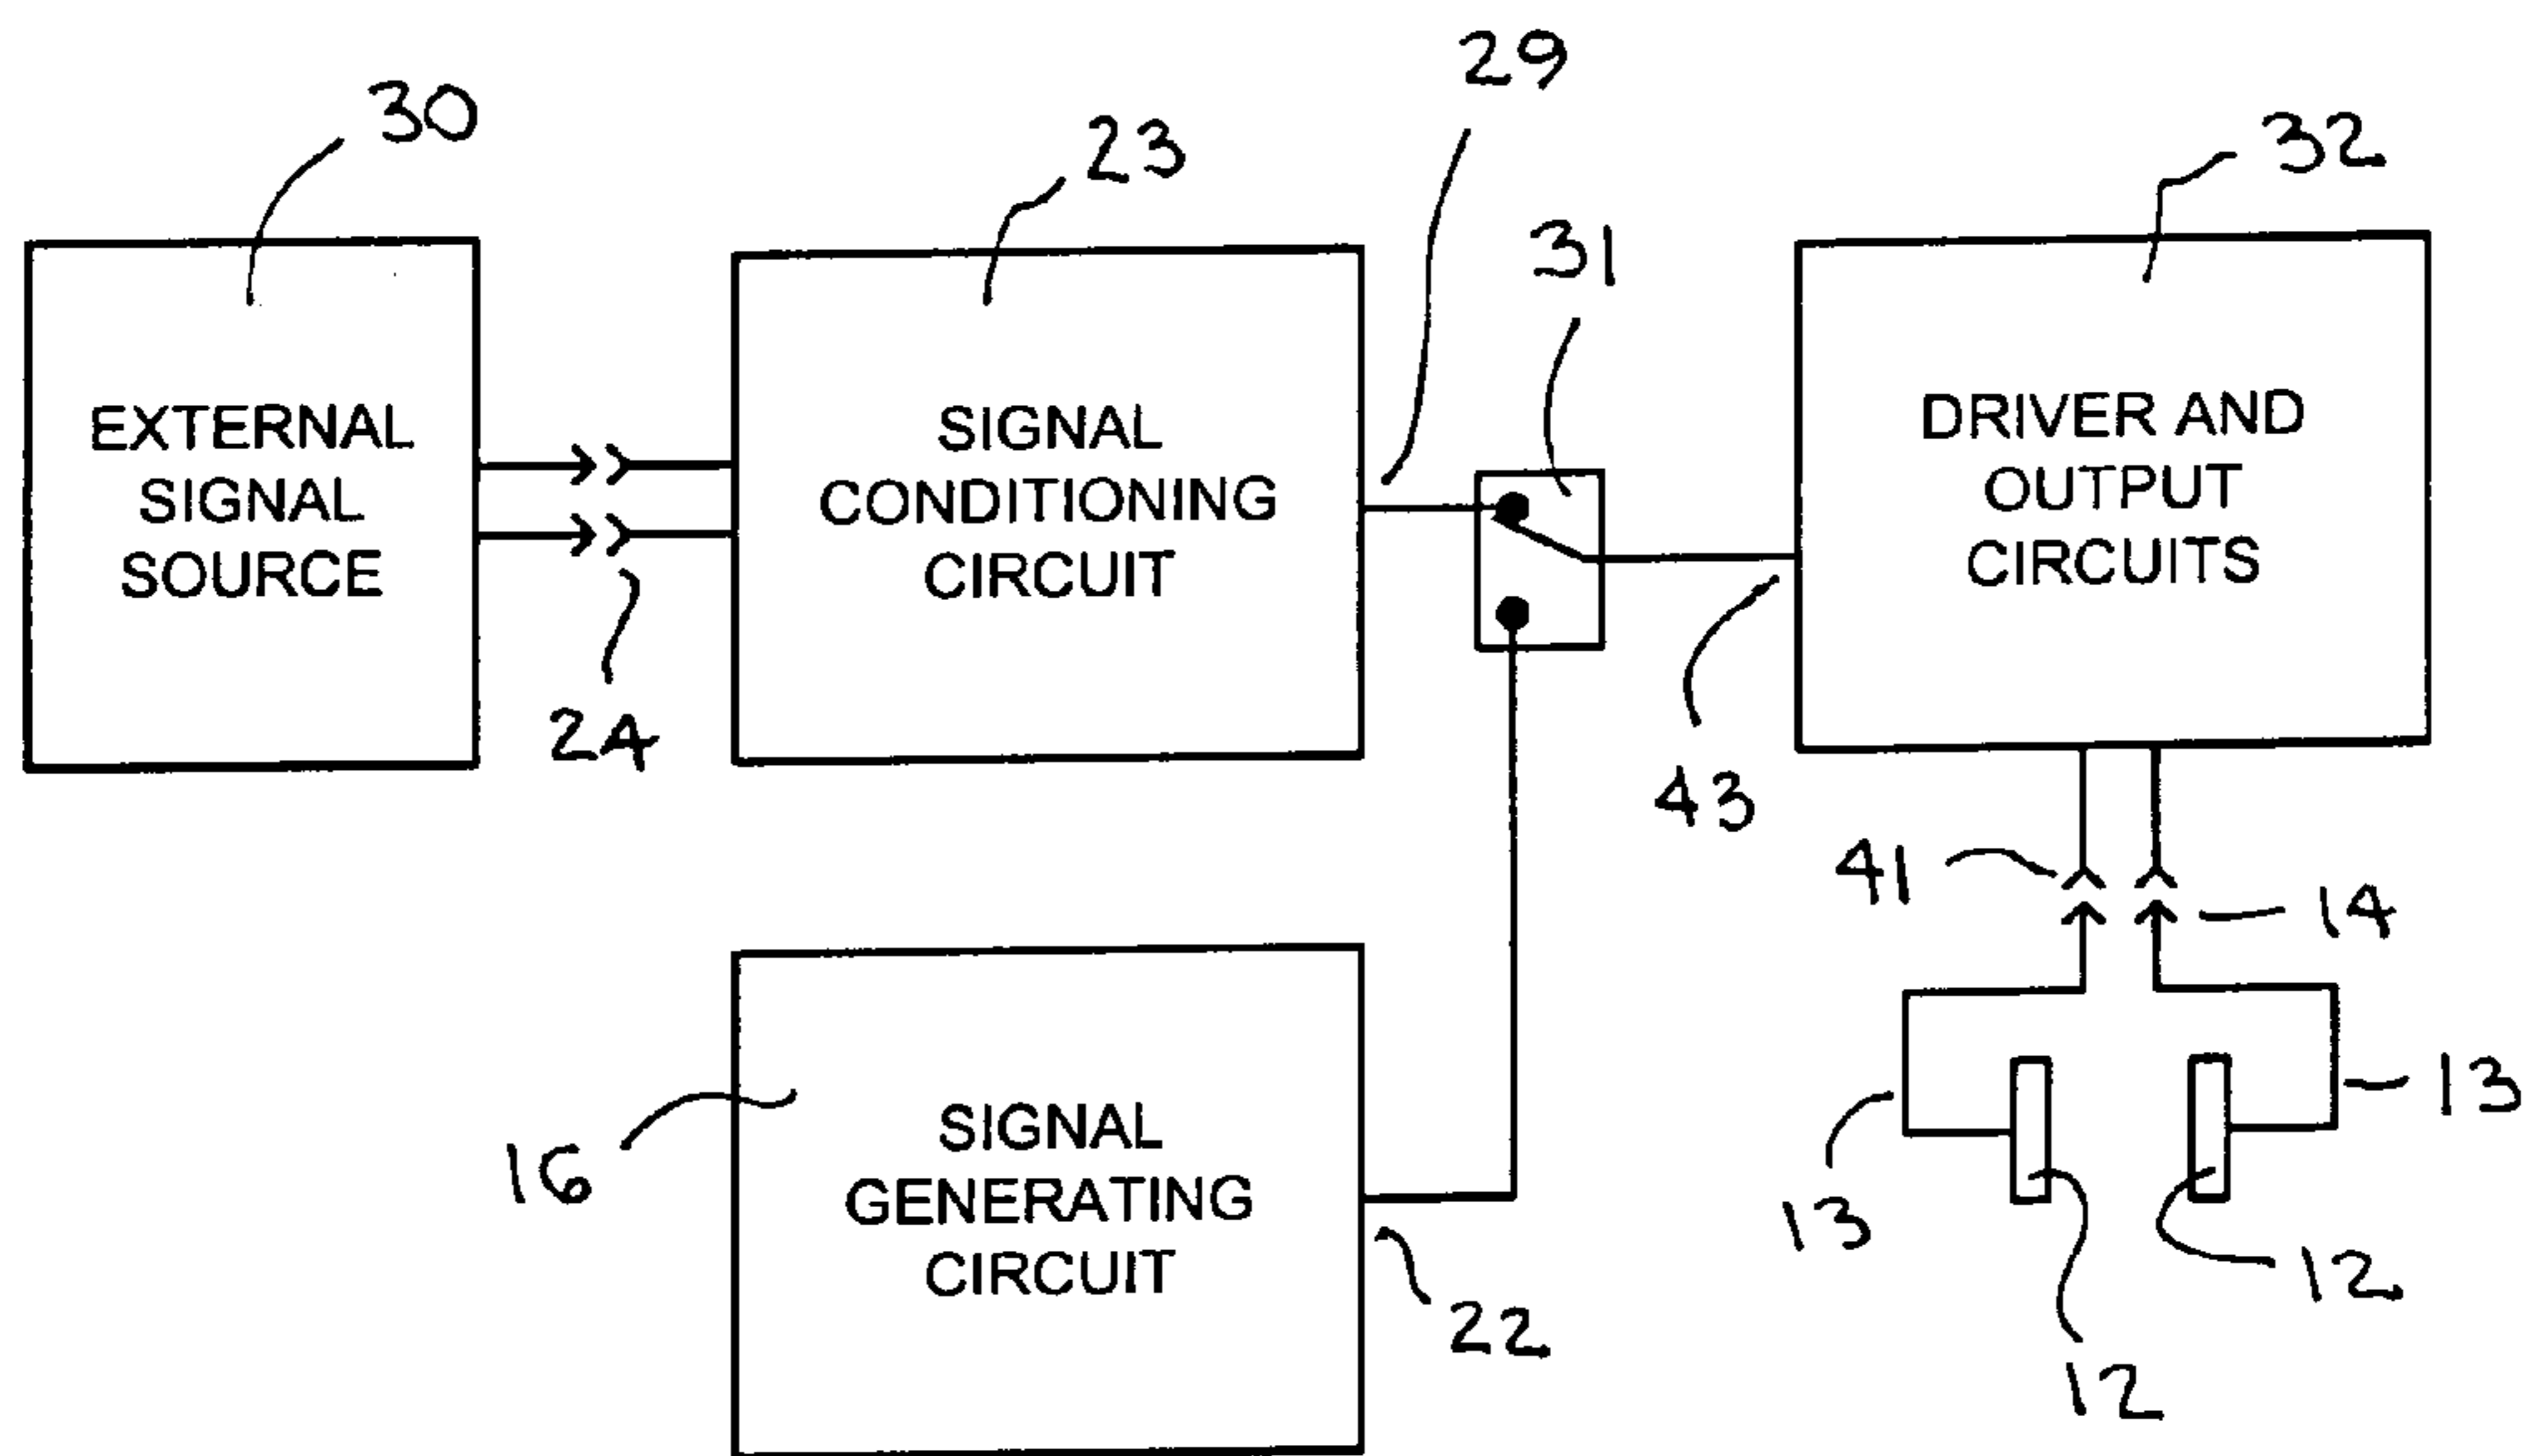 29
30
23
32
31
EXTERNAL
SIGNAL
SOURCE
SIGNAL
CONDITIONING
CIRCUIT
DRIVER AND
OUTPUT
CIRCUITS
24
43
41
14
16
SIGNAL
GENERATING
CIRCUIT
22
13
13
12
12